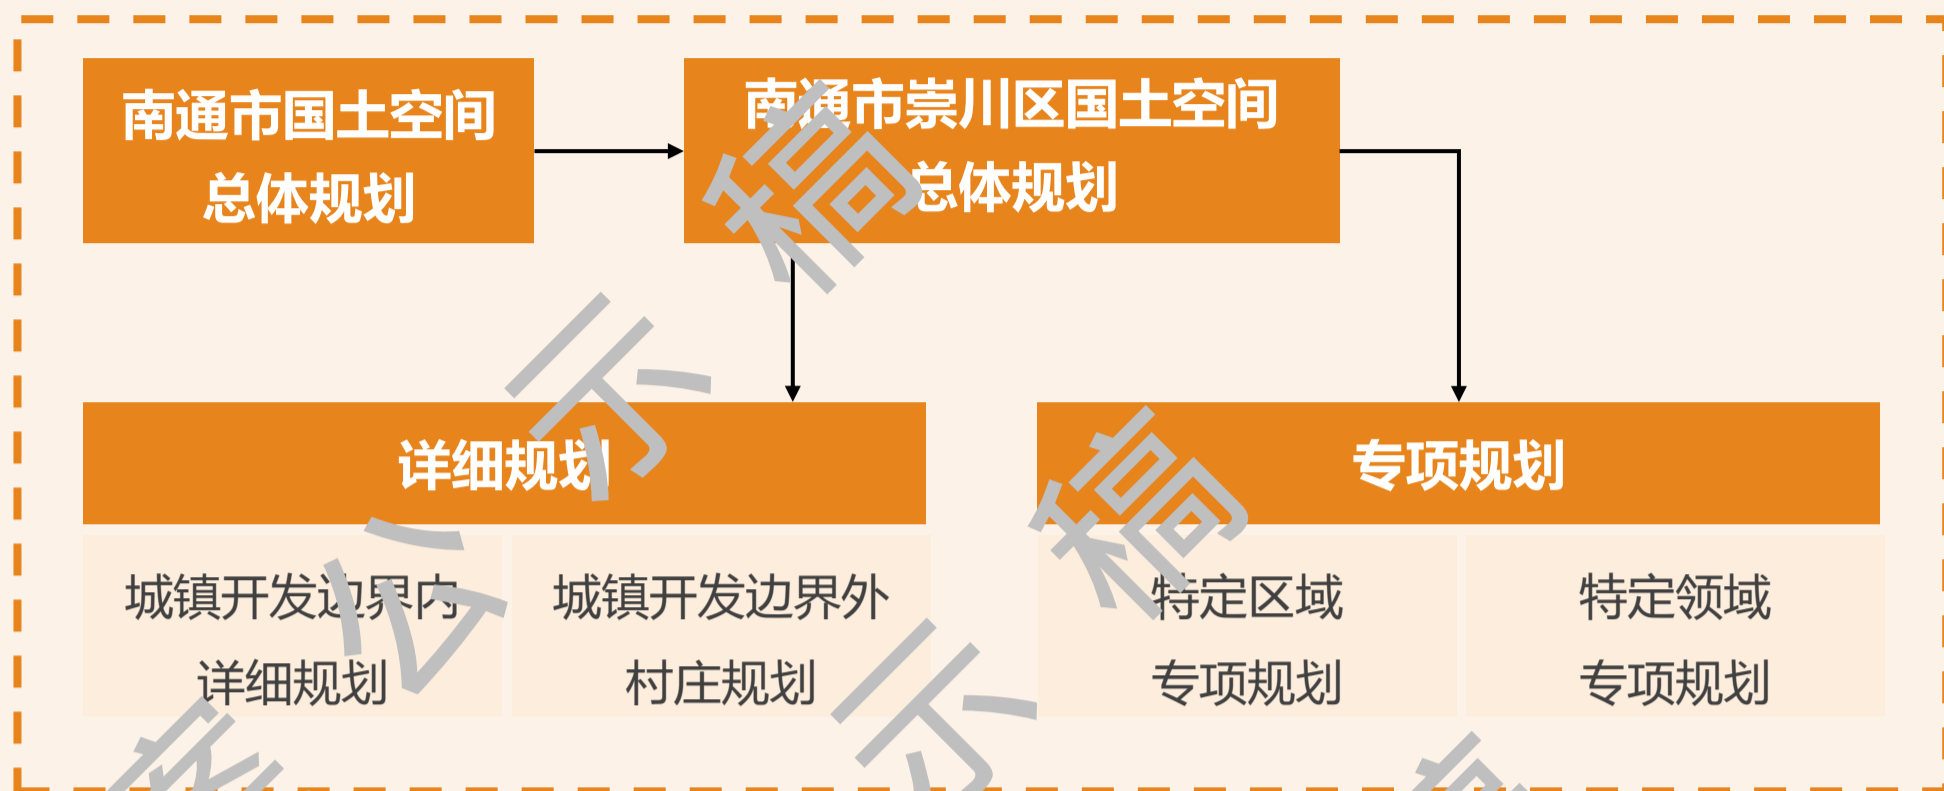 南通市国土空间
总体规划
南通市崇川区国土空间
总体规划
详细规划
专项规划
城镇开发边界内
详细规划
城镇开发边界外
村庄规划
特定区域
专项规划
特定领域
专项规划
公示稿
示稿